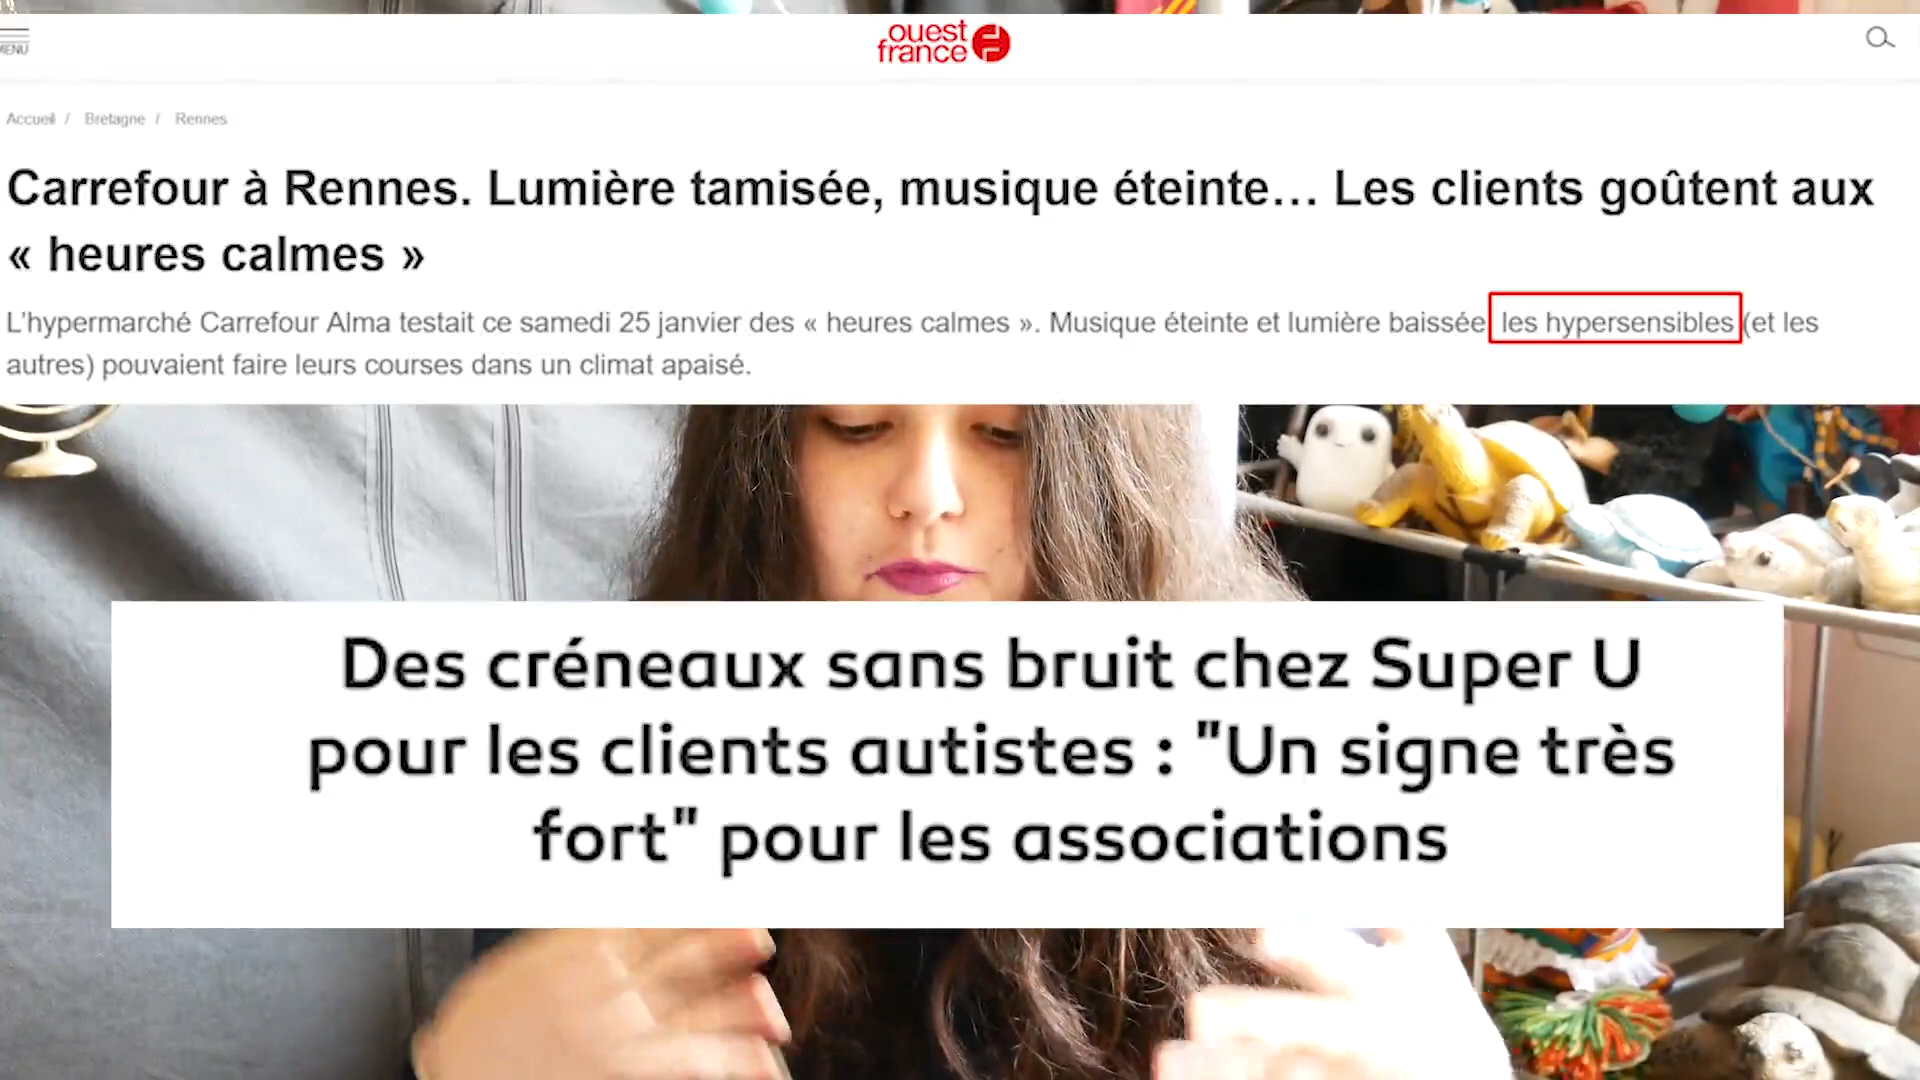 MENU
ouest
france
Accueil / Bretagne / Rennes
Carrefour à Rennes. Lumière tamisée, musique éteinte… Les clients goûtent aux
« heures calmes »
L'hypermarché Carrefour Alma testait ce samedi 25 janvier des « heures calmes ». Musique éteinte et lumière baissée les hypersensibles (et les
autres) pouvaient faire leurs courses dans un climat apaisé.
Des créneaux sans bruit chez Super U
pour les clients autistes : "Un signe très
fort" pour les associations